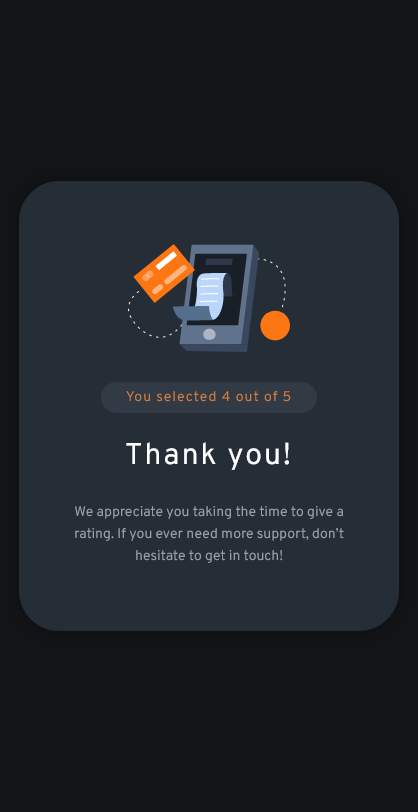 You selected 4 out of 5
Thank you!
We appreciate you taking the time to give a
rating. If you ever need more support, don’t
hesitate to get in touch!